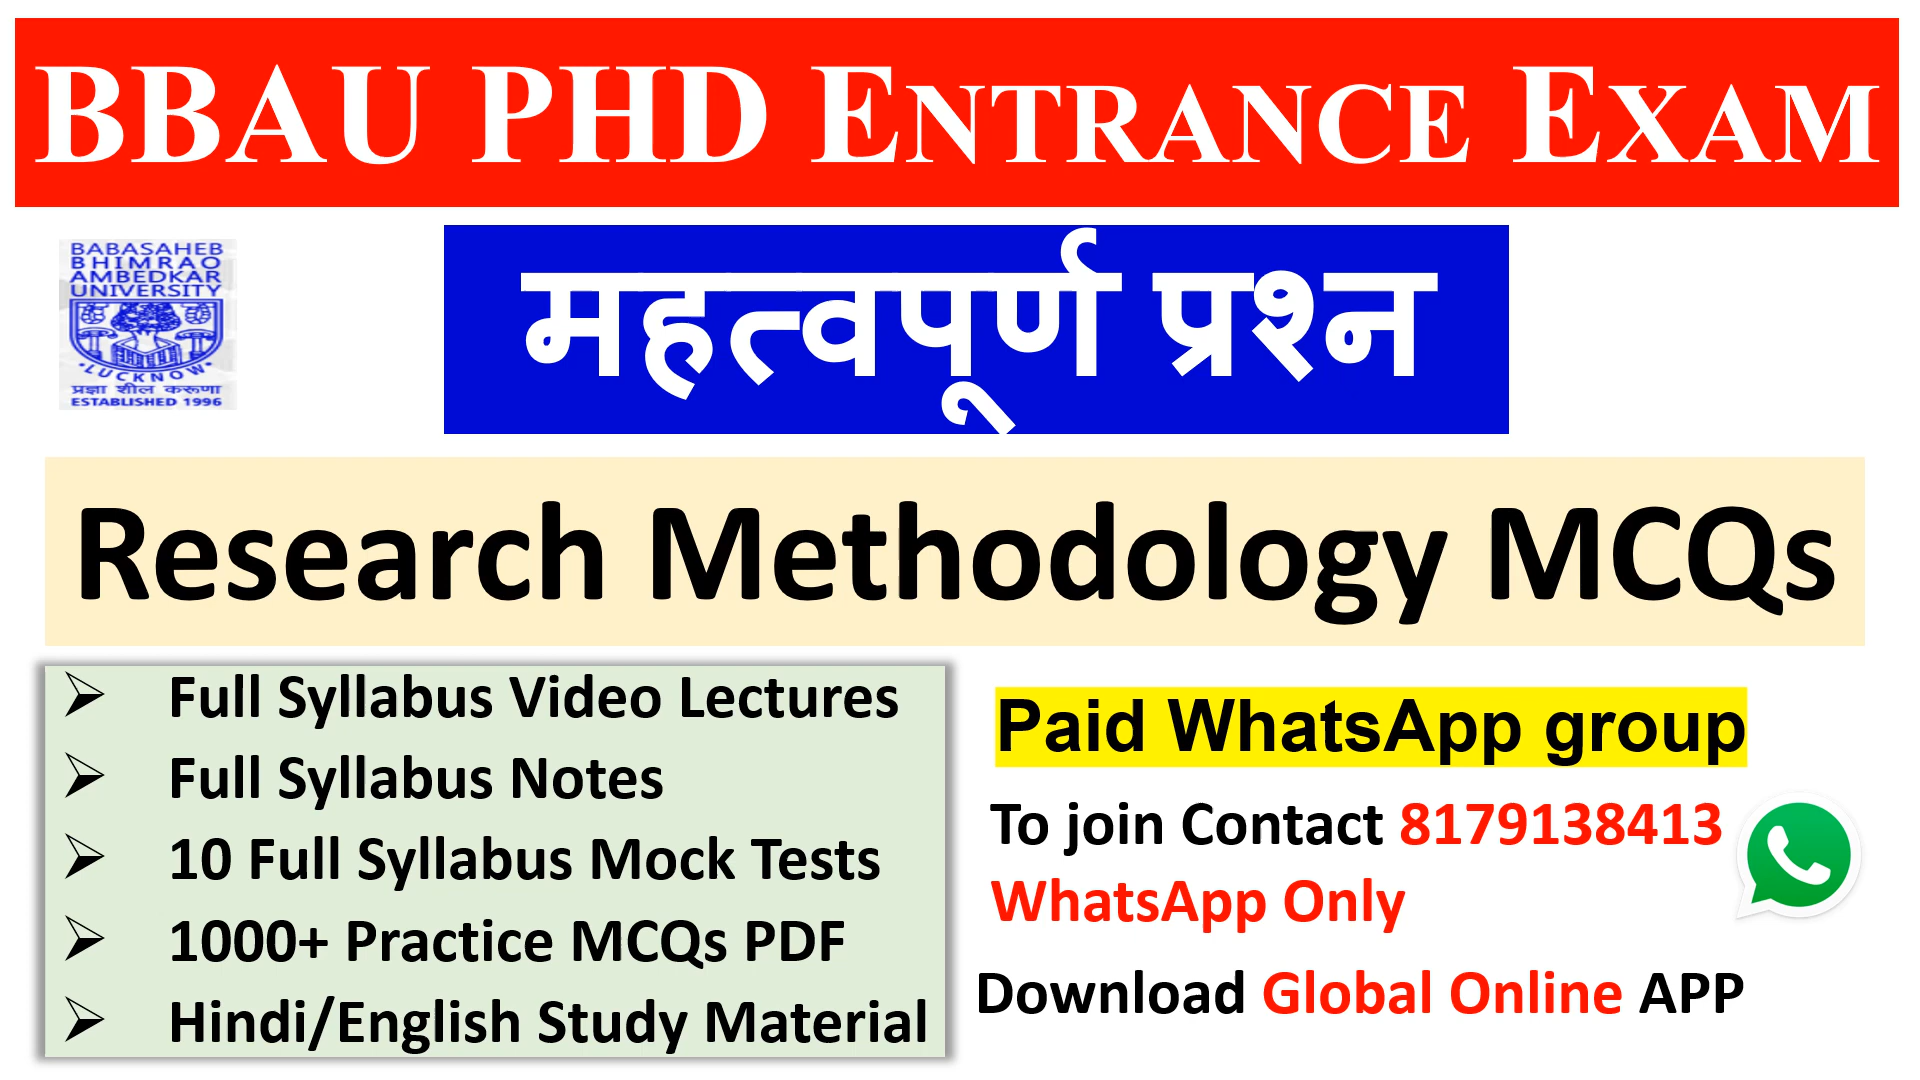 BBAU PHD ENTRANCE EXAM
BABASAHEB
BHIMRAO
AMBEDKAR
UNIVERSITY
LUCKNOW
प्रज्ञा शील करूणा
ESTABLISHED 1996
महत्वपूर्ण प्रश्न
Research Methodology MCQs
➢ Full Syllabus Video Lectures
➢ Full Syllabus Notes
➢ 10 Full Syllabus Mock Tests
➢ 1000+ Practice MCQs PDF
➢ Hindi/English Study Material
Paid WhatsApp group
To join Contact 8179138413
WhatsApp Only
Download Global Online APP